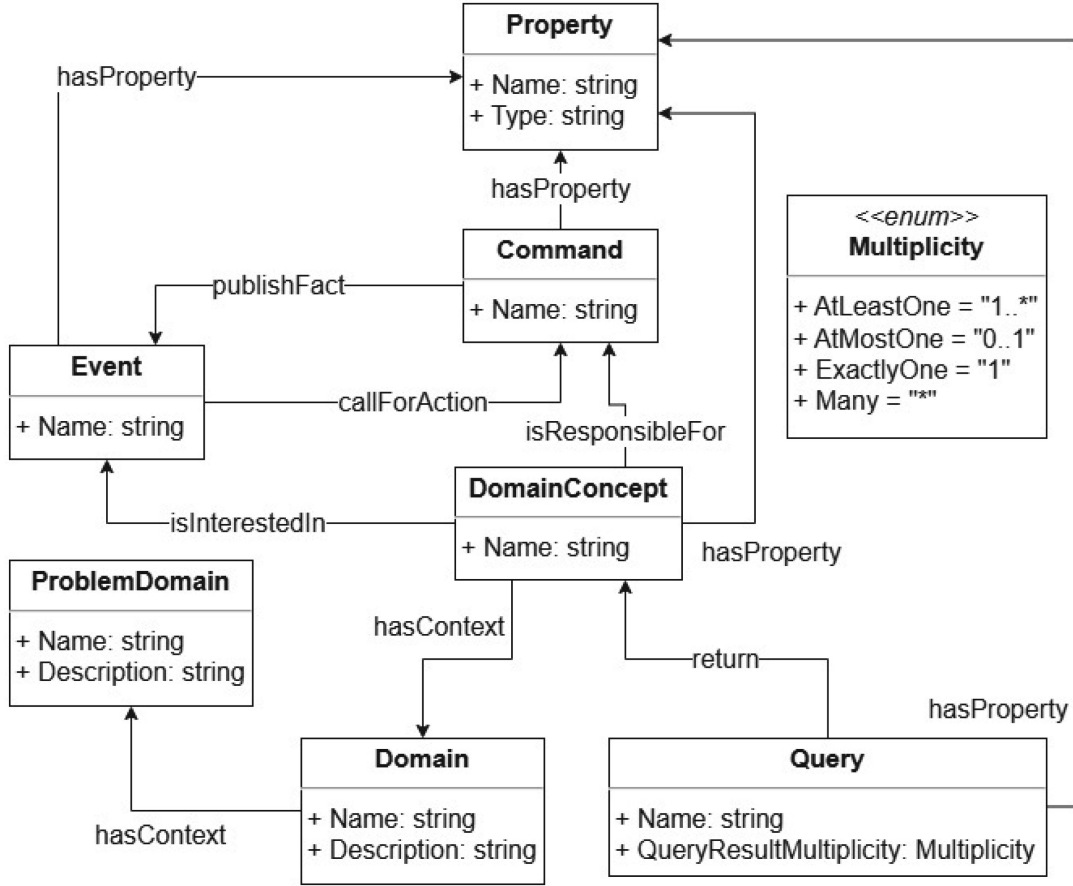 Property
+ Name: string
+ Type: string
hasProperty
hasProperty
Command
+ Name: string
publishFact
<<enum>>
Multiplicity
+ AtLeastOne = "1..*"
+ AtMostOne = "0..1"
+ ExactlyOne = "1"
+ Many = "*"
Event
+ Name: string
callForAction
isResponsibleFor
DomainConcept
+ Name: string
isInterestedIn
hasProperty
ProblemDomain
+ Name: string
+ Description: string
hasContext
return
hasProperty
Domain
+ Name: string
+ Description: string
hasContext
Query
+ Name: string
+ QueryResultMultiplicity: Multiplicity